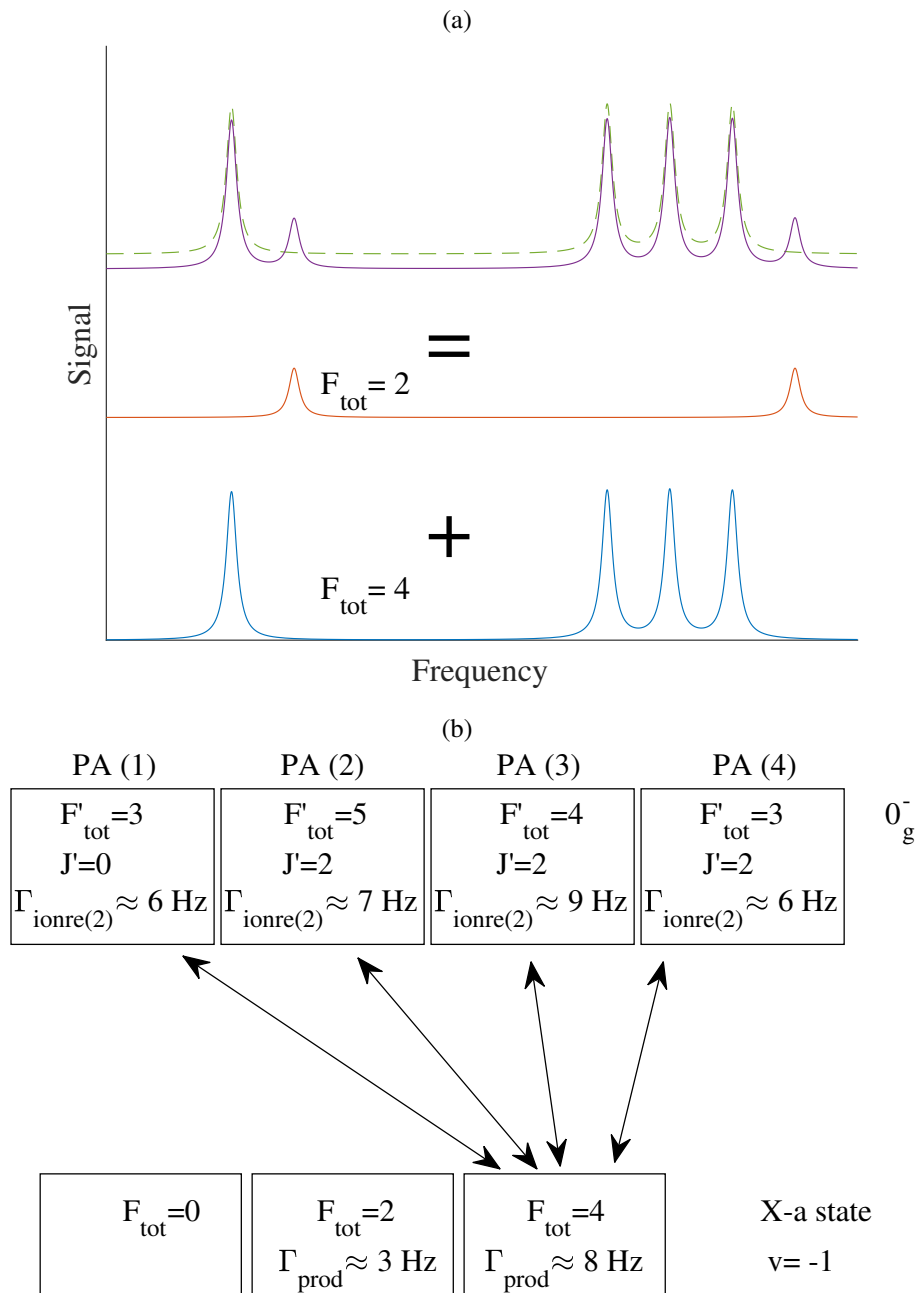 (a)
Signal
=
F_tot= 2
+
F_tot= 4
Frequency
(b)
PA (1) PA (2) PA (3) PA (4)
F'_tot=3 F'_tot=5 F'_tot=4 F'_tot=3 0_g^-
J'=0 J'=2 J'=2 J'=2
Γ_ionre(2)≈ 6 Hz Γ_ionre(2)≈ 7 Hz Γ_ionre(2)≈ 9 Hz Γ_ionre(2)≈ 6 Hz
F_tot=0 F_tot=2 F_tot=4 X-a state
Γ_prod≈ 3 Hz Γ_prod≈ 8 Hz v= -1